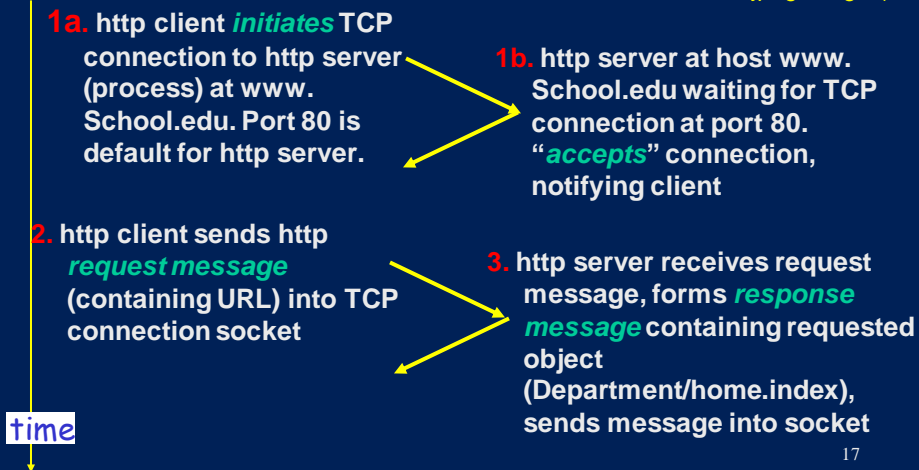 1a. http client initiates TCP
connection to http server
(process) at www.
School.edu. Port 80 is
default for http server.
1b. http server at host www.
School.edu waiting for TCP
connection at port 80.
“accepts” connection,
notifying client
2. http client sends http
request message
(containing URL) into TCP
connection socket
3. http server receives request
message, forms response
message containing requested
object
(Department/home.index),
sends message into socket
time
17